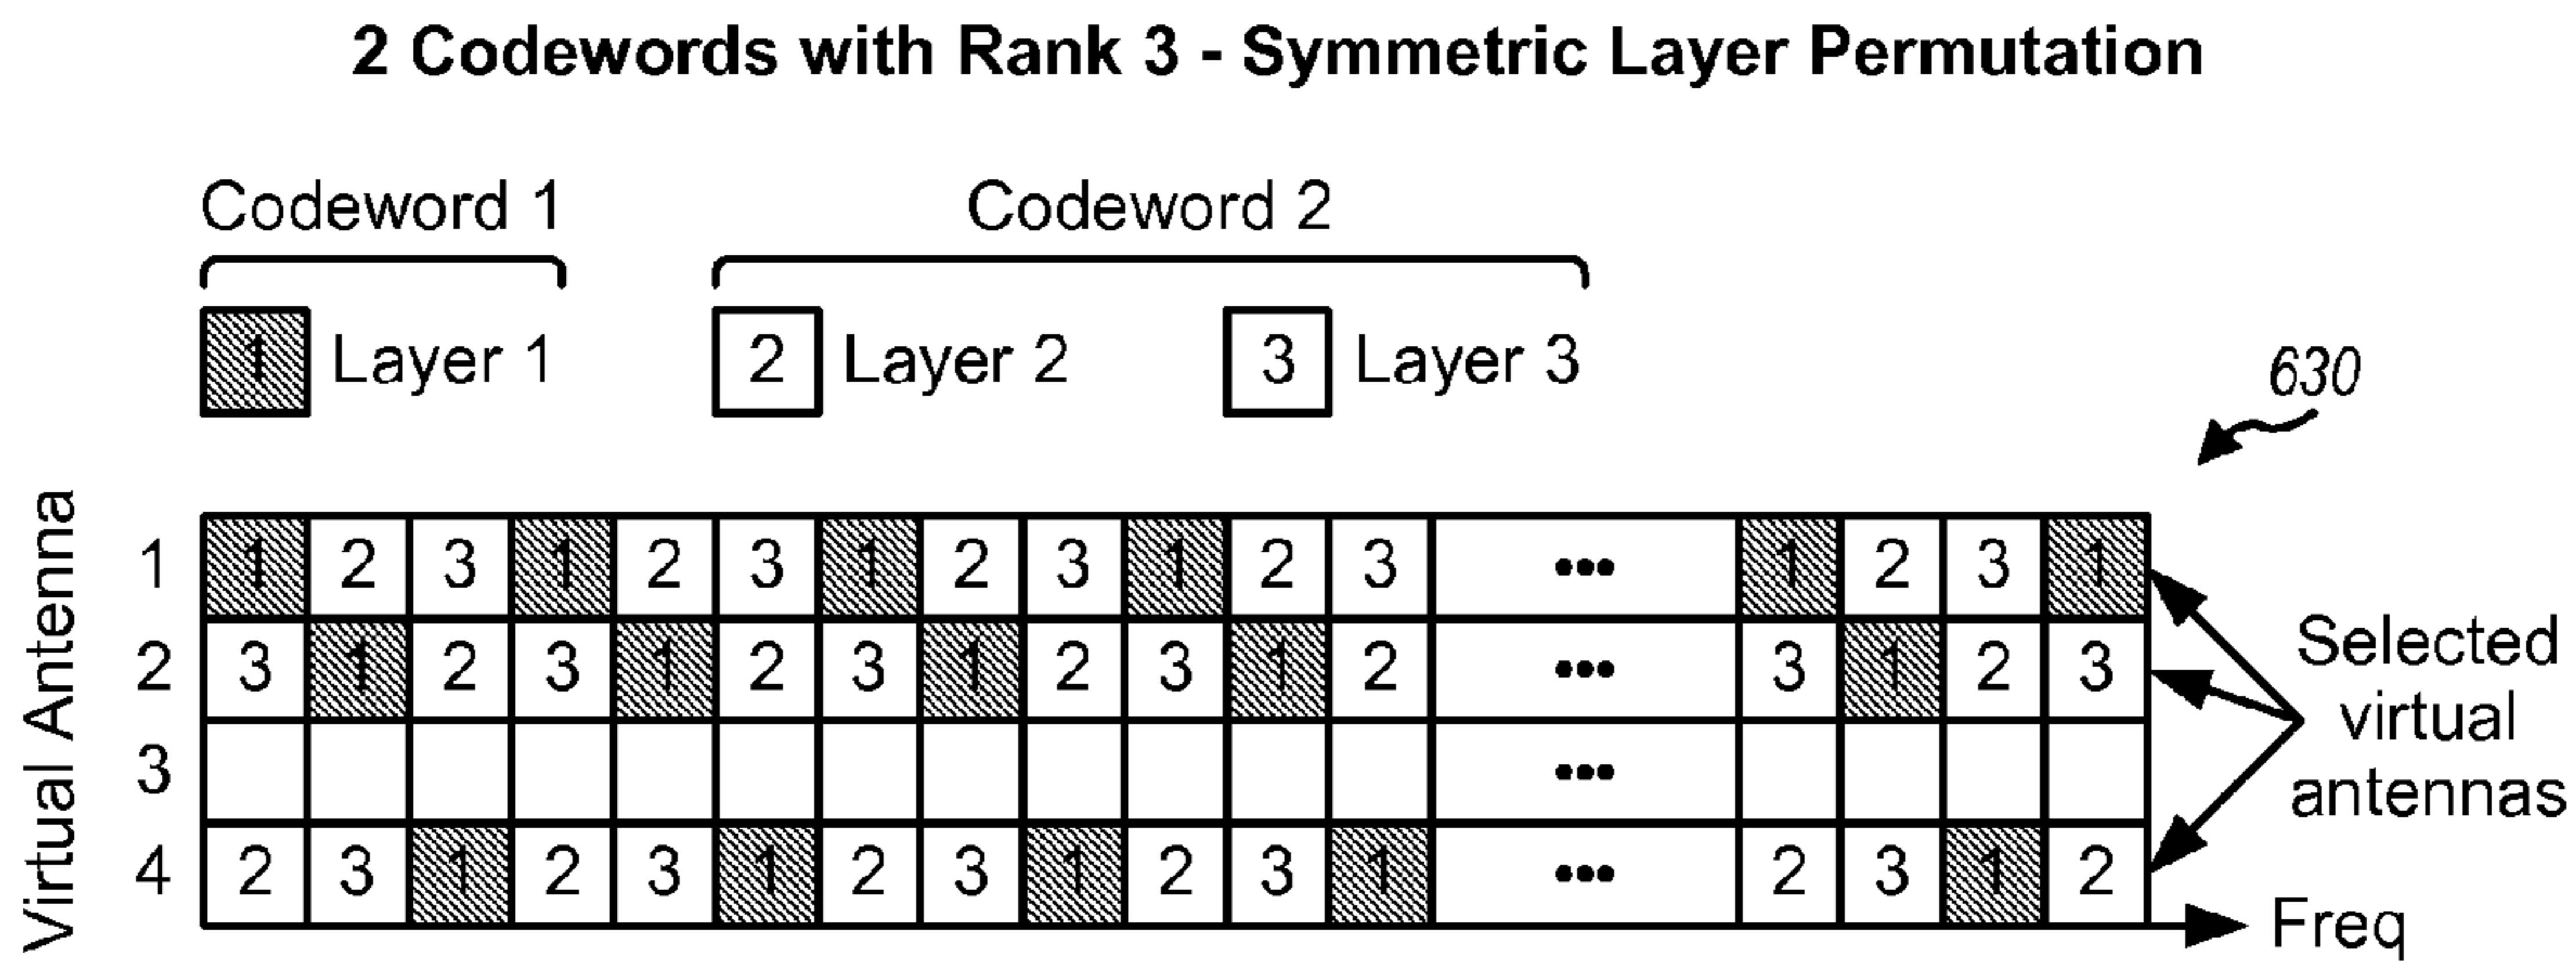 2 Codewords with Rank 3 - Symmetric Layer Permutation
Codeword 1 Codeword 2
1 Layer 1 2 Layer 2 3 Layer 3
630
Virtual Antenna
1 1 2 3 1 2 3 1 2 3 1 2 3 ••• 1 2 3 1
2 3 1 2 3 1 2 3 1 2 3 1 2 ••• 3 1 2 3
3 •••
4 2 3 1 2 3 1 2 3 1 2 3 1 ••• 2 3 1 2
Selected
virtual
antennas
Freq